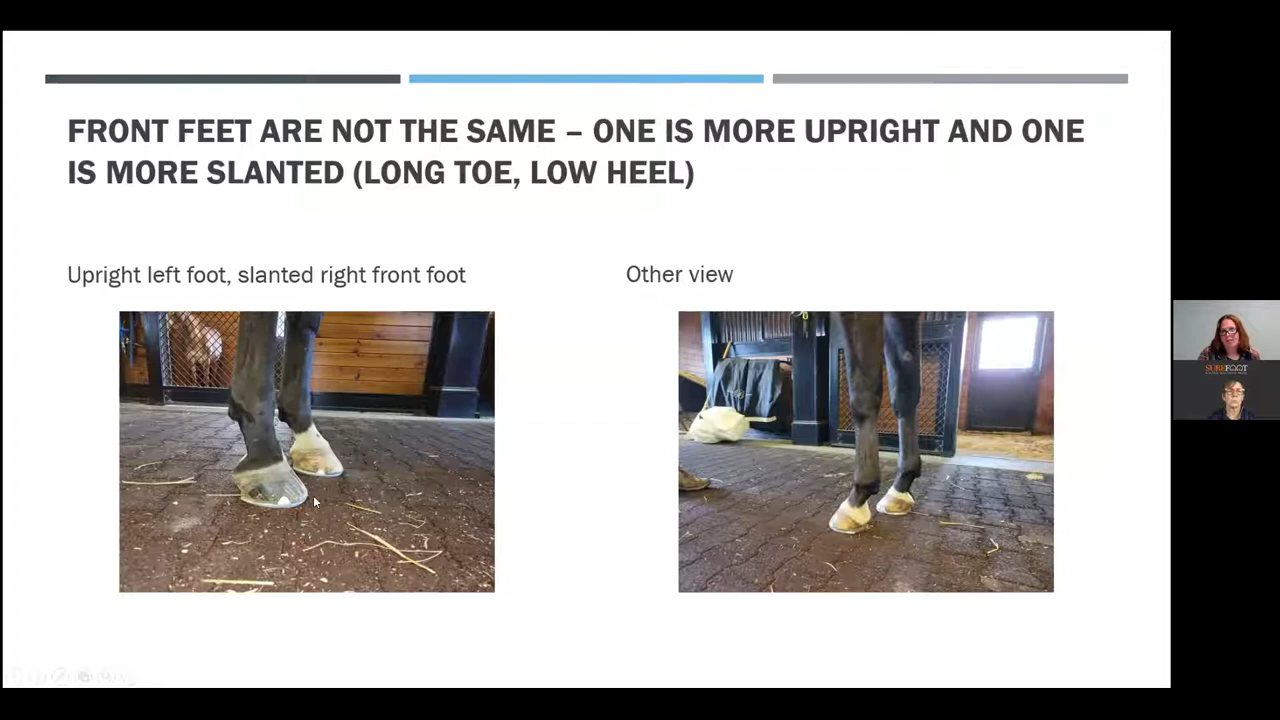 FRONT FEET ARE NOT THE SAME – ONE IS MORE UPRIGHT AND ONE
IS MORE SLANTED (LONG TOE, LOW HEEL)
Upright left foot, slanted right front foot
Other view
SUREFOOT